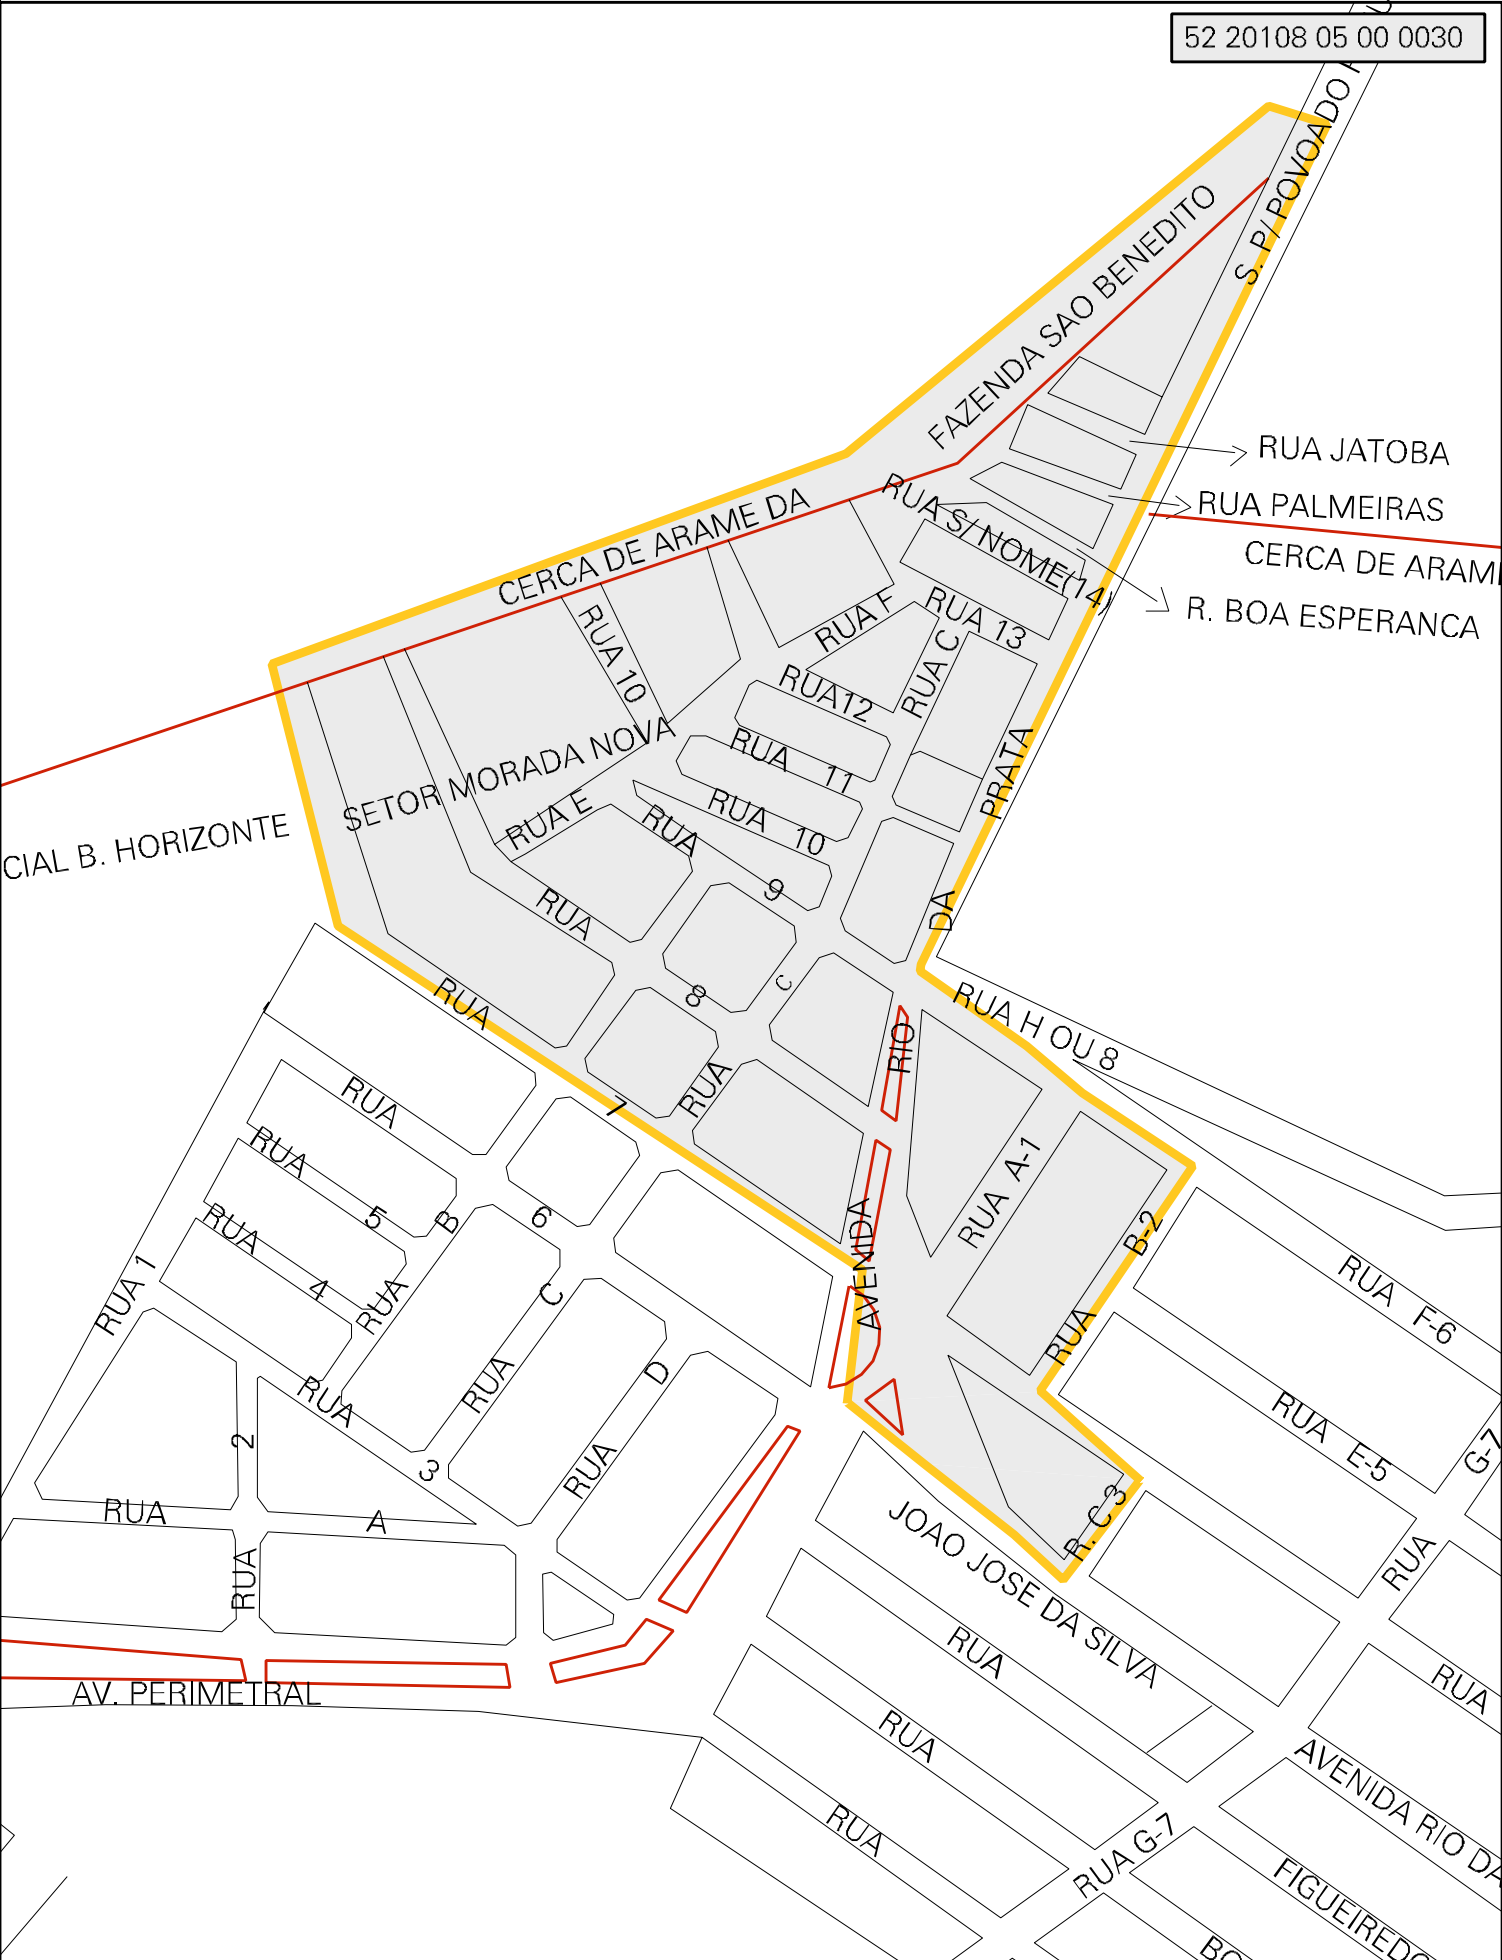 52 20108 05 00 0030
S. P/ POVOADO
FAZENDA SAO BENEDITO
RUA JATOBA
RUA PALMEIRAS
CERCA DE ARAME DA
RUA S/ NOME(14)
CERCA DE ARAM
R. BOA ESPERANCA
RUA 10
RUA F
RUA 13
RUA C
RUA12
SETOR MORADA NOVA
RUA 11
PRATA
CIAL B. HORIZONTE
RUA E
RUA 10
RUA 9
DA
RUA 8
C
RUA
RUA H OU 8
RIO
RUA 7
RUA
RUA 5
B
RUA 6
RUA A-1
RUA 4
RUA
AVENIDA
B-2
RUA 1
C
RUA F-6
RUA
RUA 3
RUA
D
RUA E-5
2
G-7
RUA
RUA A
R. C 3
JOAO JOSE DA SILVA
RUA
RUA
RUA
RUA
AV. PERIMETRAL
RUA
AVENIDA RIO DA
RUA
RUA G-7
FIGUEIREDO